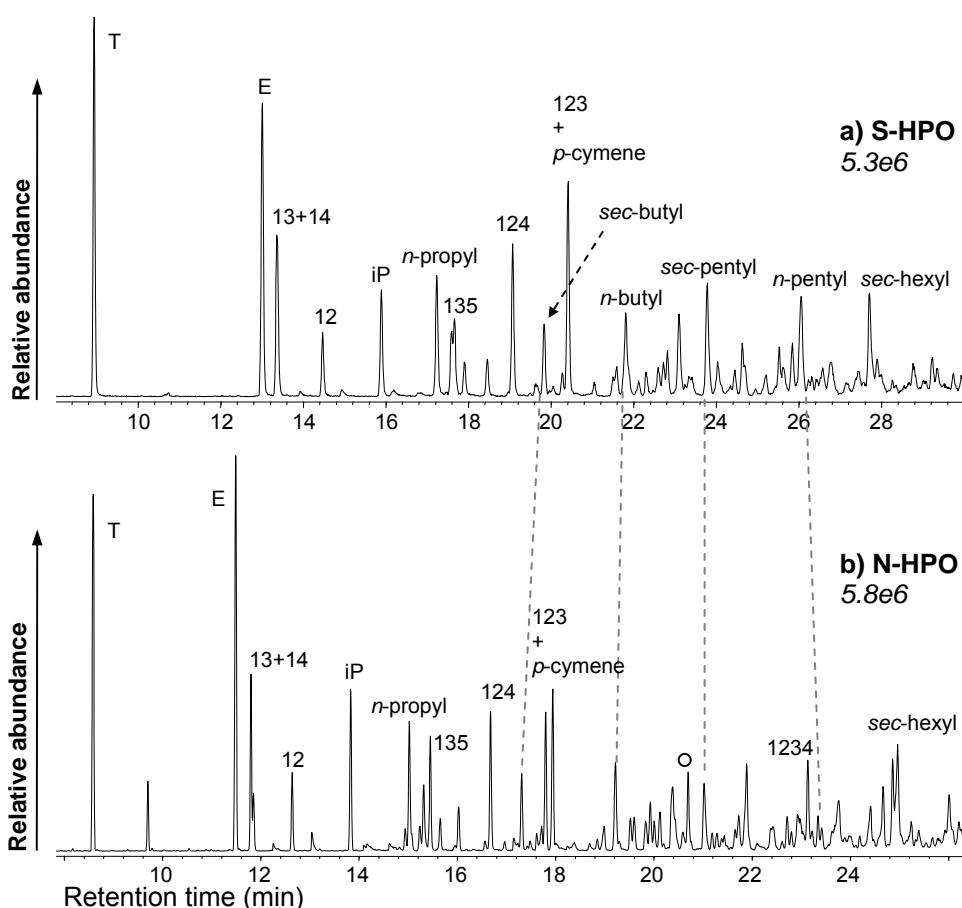 T
E
123
+
p-cymene
a) S-HPO
5.3e6
13+14
sec-butyl
124
n-propyl
iP
sec-pentyl
n-pentyl
sec-hexyl
n-butyl
135
12
Relative abundance
10 12 14 16 18 20 22 24 26 28
E
T
b) N-HPO
5.8e6
123
+
p-cymene
13+14
iP
124
n-propyl
sec-hexyl
135
1234
12
Relative abundance
10 12 14 16 18 20 22 24
Retention time (min)